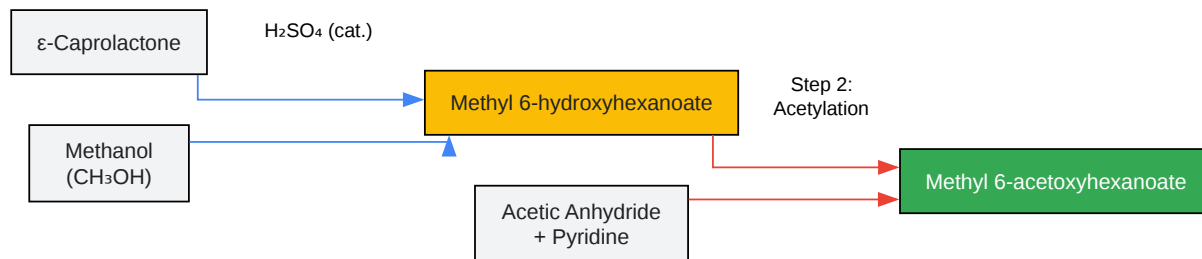 ε-Caprolactone
H₂SO₄ (cat.)
Methyl 6-hydroxyhexanoate
Step 2:
Acetylation
Methanol
(CH₃OH)
Methyl 6-acetoxyhexanoate
Acetic Anhydride
+ Pyridine